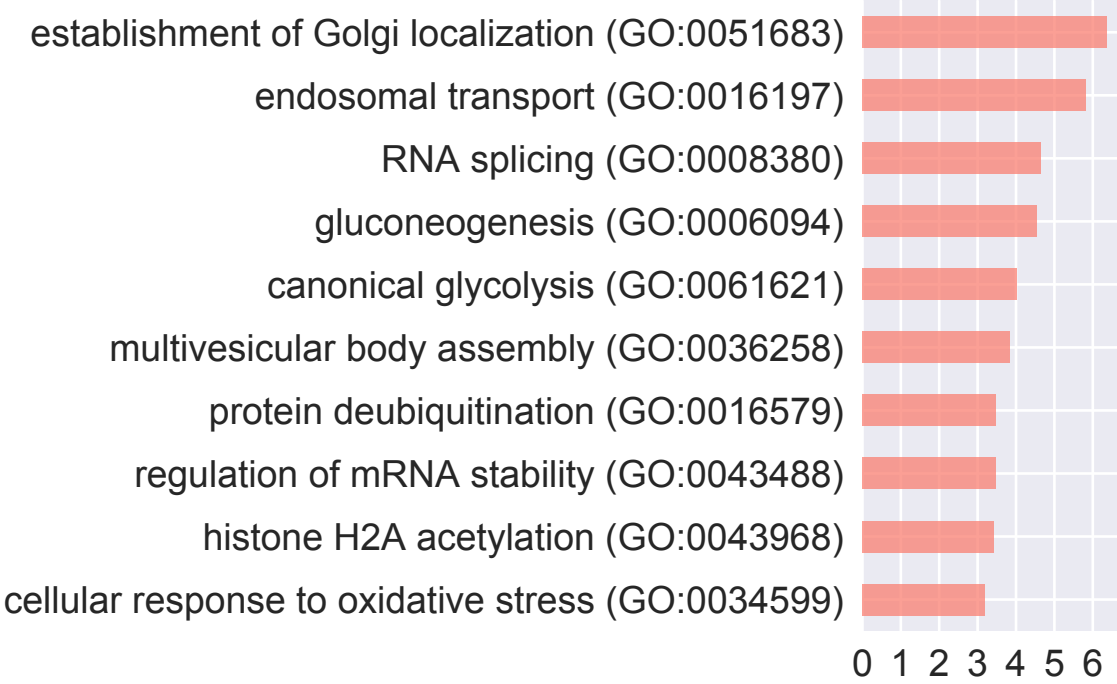 establishment of Golgi localization (GO:0051683)
endosomal transport (GO:0016197)
RNA splicing (GO:0008380)
gluconeogenesis (GO:0006094)
canonical glycolysis (GO:0061621)
multivesicular body assembly (GO:0036258)
protein deubiquitination (GO:0016579)
regulation of mRNA stability (GO:0043488)
histone H2A acetylation (GO:0043968)
cellular response to oxidative stress (GO:0034599)
0 1 2 3 4 5 6